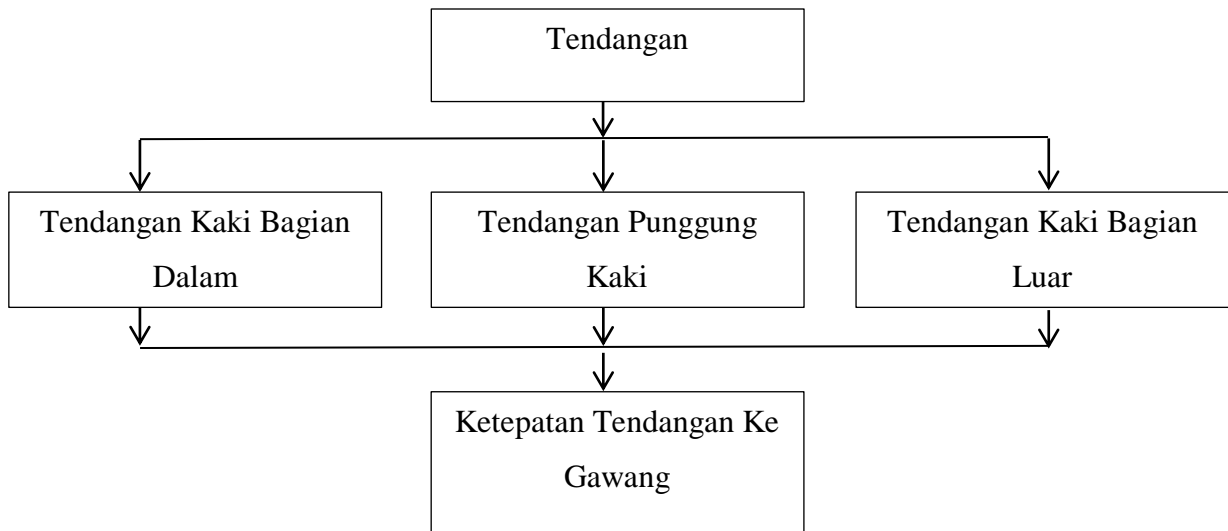 Tendangan
Tendangan Kaki Bagian
Dalam
Tendangan Punggung
Kaki
Tendangan Kaki Bagian
Luar
Ketepatan Tendangan Ke
Gawang